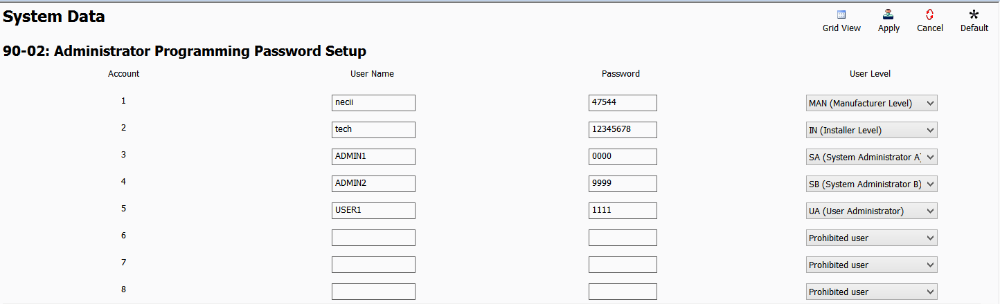 System Data
Grid View Apply Cancel Default
90-02: Administrator Programming Password Setup
Account User Name Password User Level
1 necii 47544 MAN (Manufacturer Level)
2 tech 12345678 IN (Installer Level)
3 ADMIN1 0000 SA (System Administrator A)
4 ADMIN2 9999 SB (System Administrator B)
5 USER1 1111 UA (User Administrator)
6 Prohibited user
7 Prohibited user
8 Prohibited user